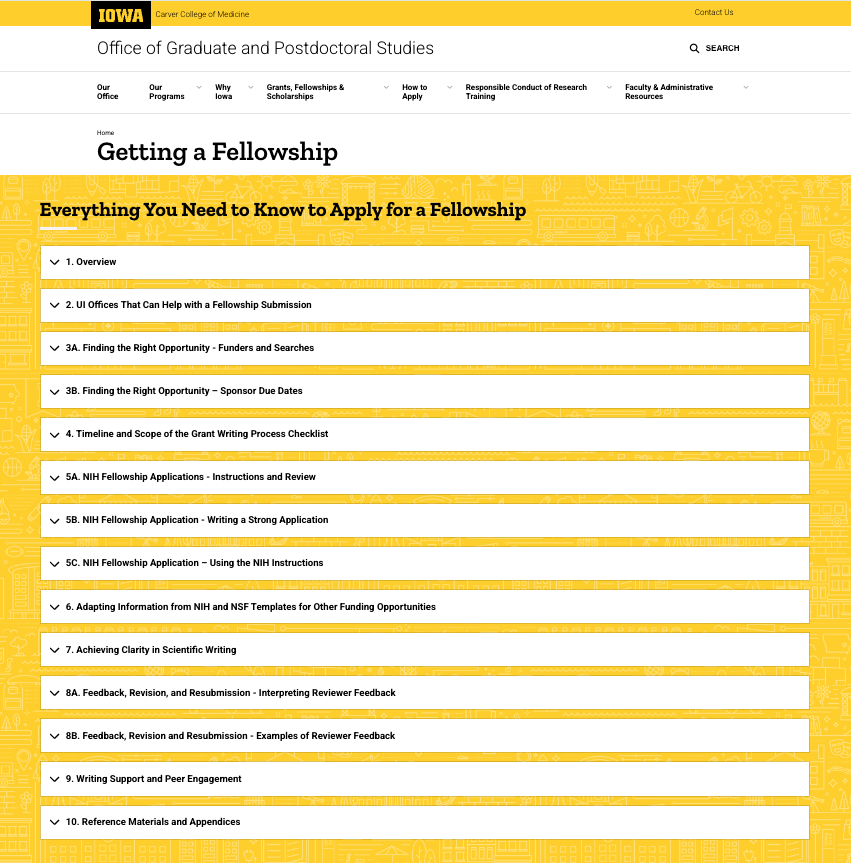 IOWA
Carver College of Medicine
Contact Us
Office of Graduate and Postdoctoral Studies
SEARCH
Our
Office
Our
Programs
Why
Iowa
Grants, Fellowships &
Scholarships
How to
Apply
Responsible Conduct of Research
Training
Faculty & Administrative
Resources
Home
Getting a Fellowship
Everything You Need to Know to Apply for a Fellowship
1. Overview
2. UI Offices That Can Help with a Fellowship Submission
3A. Finding the Right Opportunity - Funders and Searches
3B. Finding the Right Opportunity – Sponsor Due Dates
4. Timeline and Scope of the Grant Writing Process Checklist
5A. NIH Fellowship Applications - Instructions and Review
5B. NIH Fellowship Application - Writing a Strong Application
5C. NIH Fellowship Application – Using the NIH Instructions
6. Adapting Information from NIH and NSF Templates for Other Funding Opportunities
7. Achieving Clarity in Scientific Writing
8A. Feedback, Revision, and Resubmission - Interpreting Reviewer Feedback
8B. Feedback, Revision and Resubmission - Examples of Reviewer Feedback
9. Writing Support and Peer Engagement
10. Reference Materials and Appendices